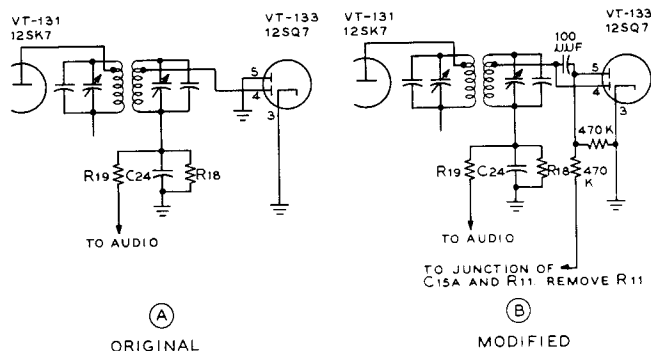 VT-131
12SK7
VT-133
12SQ7
5
4
3
R19
C24
R18
TO AUDIO
A
ORIGINAL
VT-131
12SK7
VT-133
12SQ7
100
µµF
5
4
3
470 K
470
K
R19
C24
R18
TO AUDIO
TO JUNCTION OF
C15A AND R11. REMOVE R11
B
MODIFIED